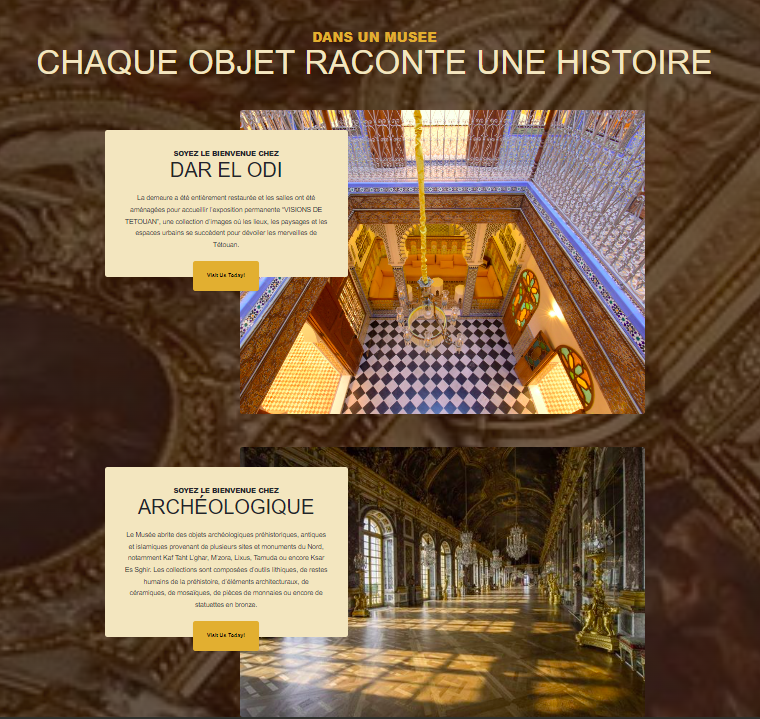 DANS UN MUSEE
CHAQUE OBJET RACONTE UNE HISTOIRE
SOYEZ LE BIENVENUE CHEZ
DAR EL ODI
La demeure a été entièrement restaurée et les salles ont été
aménagées pour accueillir l'exposition permanente "VISIONS DE
TETOUAN", une collection d'images où les lieux, les paysages et les
espaces urbains se succèdent pour dévoiler les merveilles de
Tétouan.
Visit Us Today!
SOYEZ LE BIENVENUE CHEZ
ARCHÉOLOGIQUE
Le Musée abrite des objets archéologiques préhistoriques, antiques
et islamiques provenant de plusieurs sites et monuments du Nord,
notamment Kaf Taht L'ghar, M'zora, Lixus, Tamuda ou encore Ksar
Es Sghir. Les collections sont composées d'outils lithiques, de restes
humains de la préhistoire, d'éléments architecturaux, de
céramiques, de mosaïques, de pièces de monnaies ou encore de
statuettes en bronze.
Visit Us Today!